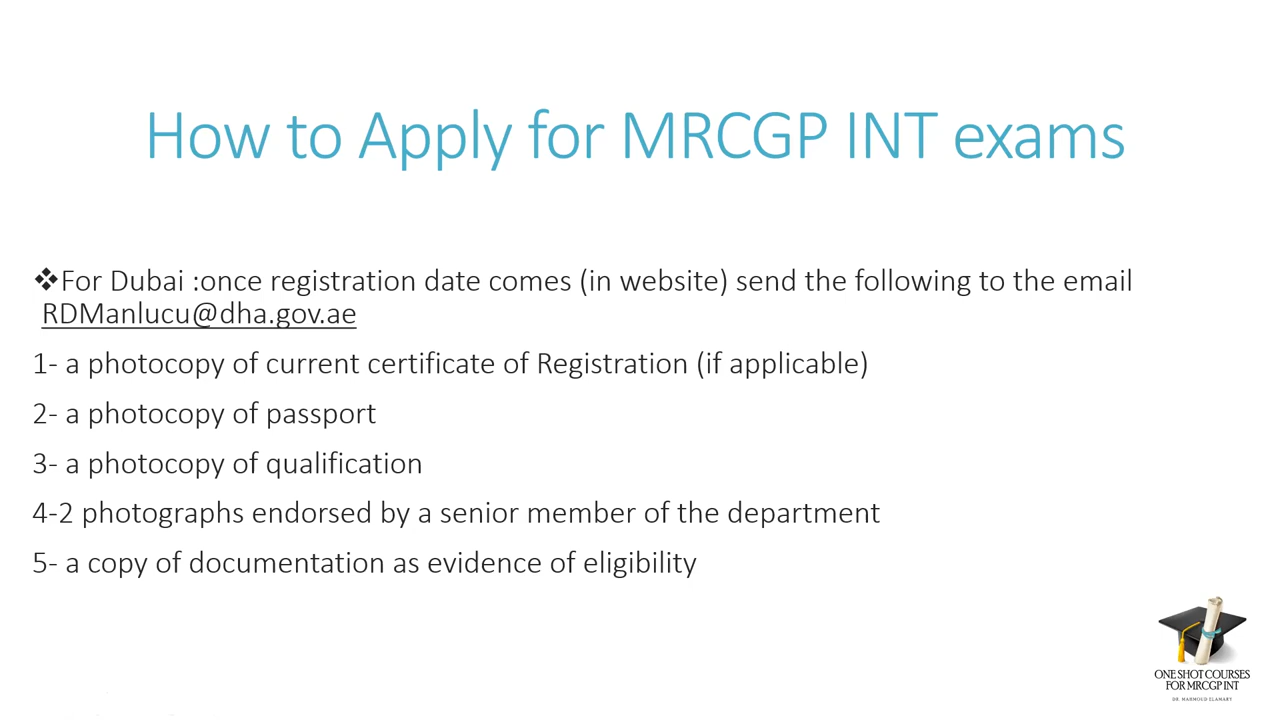 How to Apply for MRCGP INT exams
❖For Dubai :once registration date comes (in website) send the following to the email
RDManlucu@dha.gov.ae
1- a photocopy of current certificate of Registration (if applicable)
2- a photocopy of passport
3- a photocopy of qualification
4-2 photographs endorsed by a senior member of the department
5- a copy of documentation as evidence of eligibility
ONE SHOT COURSES
FOR MRCGP INT
DR. MAHMOUD ELAMARY